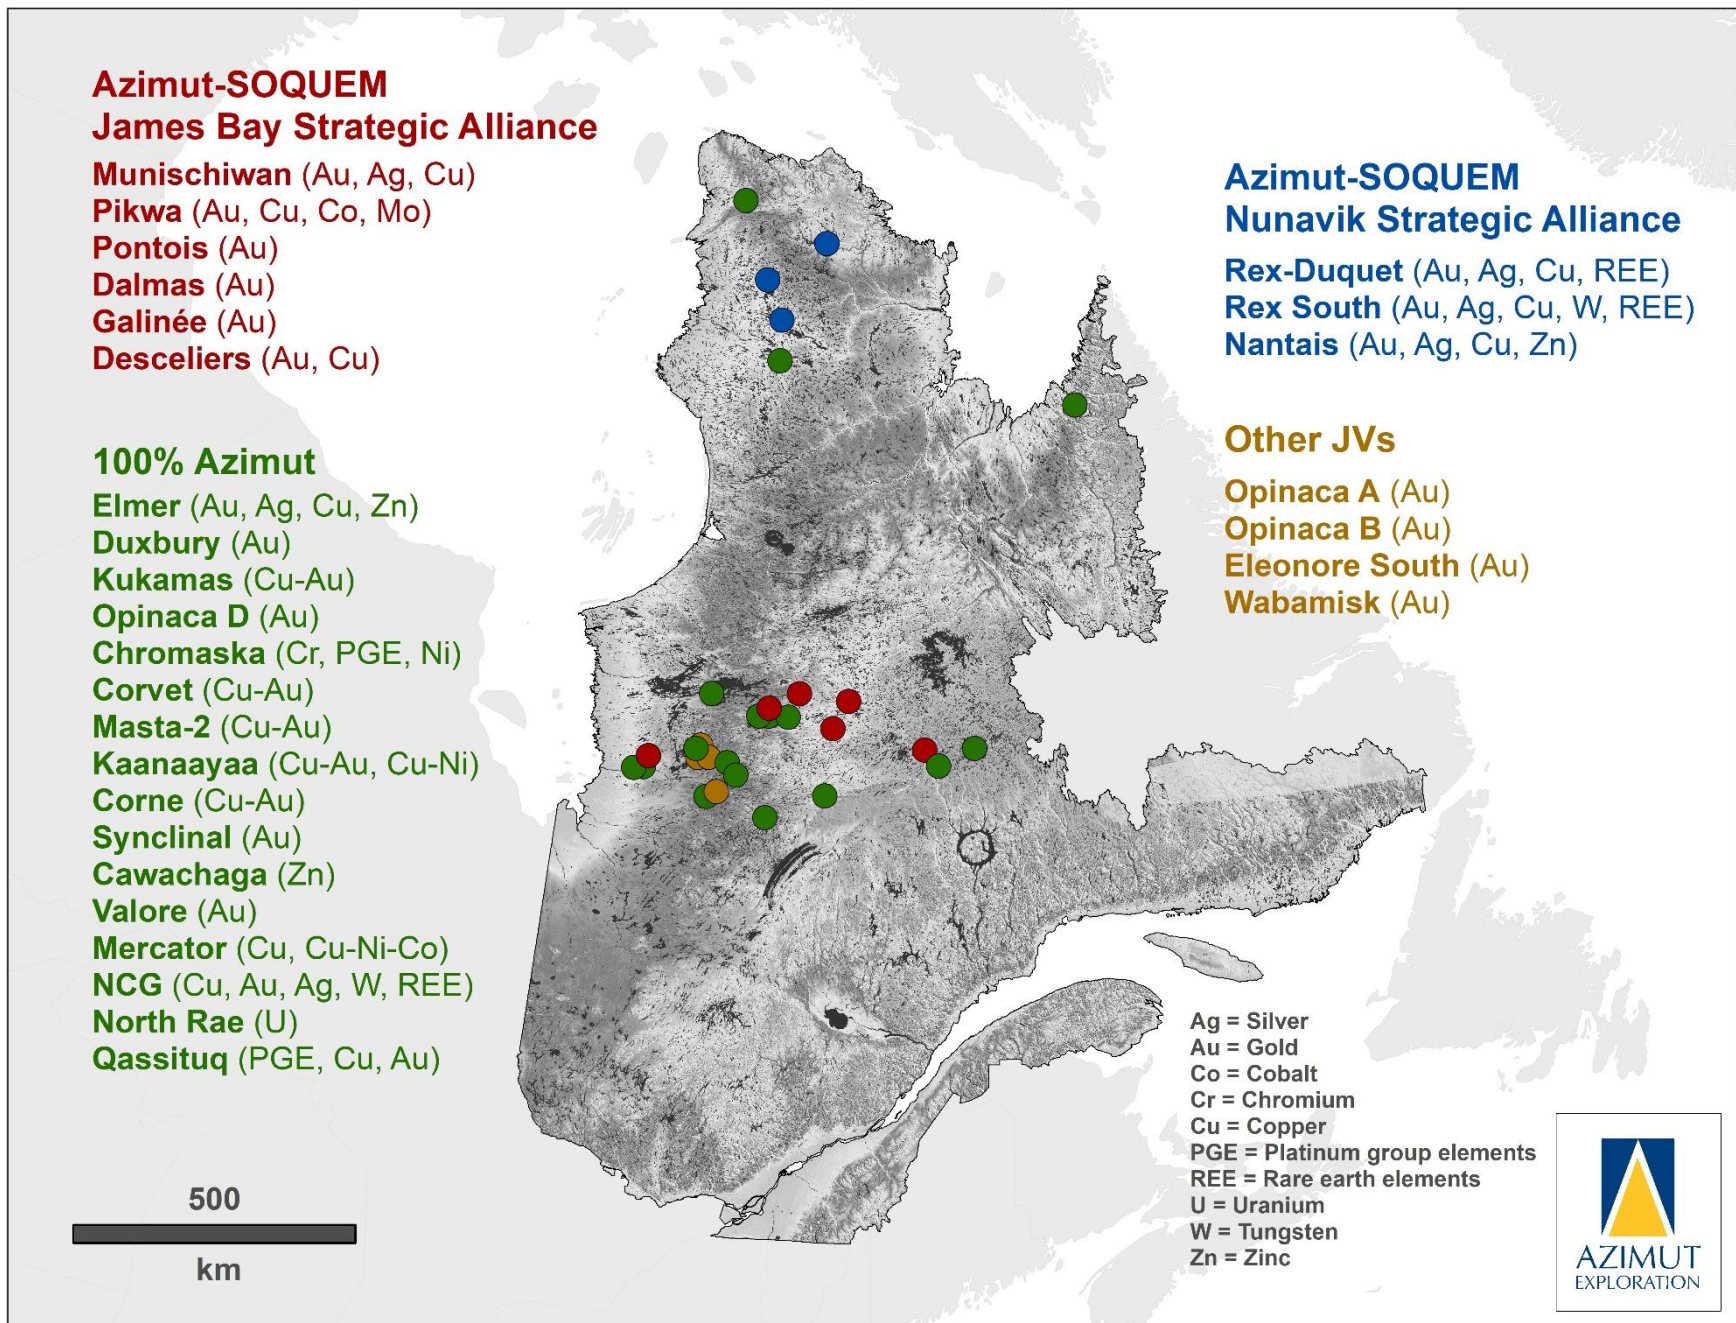 Azimut-SOQUEM
James Bay Strategic Alliance
Munischiwan (Au, Ag, Cu)
Pikwa (Au, Cu, Co, Mo)
Pontois (Au)
Dalmas (Au)
Galinée (Au)
Desceliers (Au, Cu)
100% Azimut
Elmer (Au, Ag, Cu, Zn)
Duxbury (Au)
Kukamas (Cu-Au)
Opinaca D (Au)
Chromaska (Cr, PGE, Ni)
Corvet (Cu-Au)
Masta-2 (Cu-Au)
Kaanaayaa (Cu-Au, Cu-Ni)
Corne (Cu-Au)
Synclinal (Au)
Cawachaga (Zn)
Valore (Au)
Mercator (Cu, Cu-Ni-Co)
NCG (Cu, Au, Ag, W, REE)
North Rae (U)
Qassituq (PGE, Cu, Au)
500
km
Azimut-SOQUEM
Nunavik Strategic Alliance
Rex-Duquet (Au, Ag, Cu, REE)
Rex South (Au, Ag, Cu, W, REE)
Nantais (Au, Ag, Cu, Zn)
Other JVs
Opinaca A (Au)
Opinaca B (Au)
Eleonore South (Au)
Wabamisk (Au)
Ag = Silver
Au = Gold
Co = Cobalt
Cr = Chromium
Cu = Copper
PGE = Platinum group elements
REE = Rare earth elements
U = Uranium
W = Tungsten
Zn = Zinc
AZIMUT
EXPLORATION